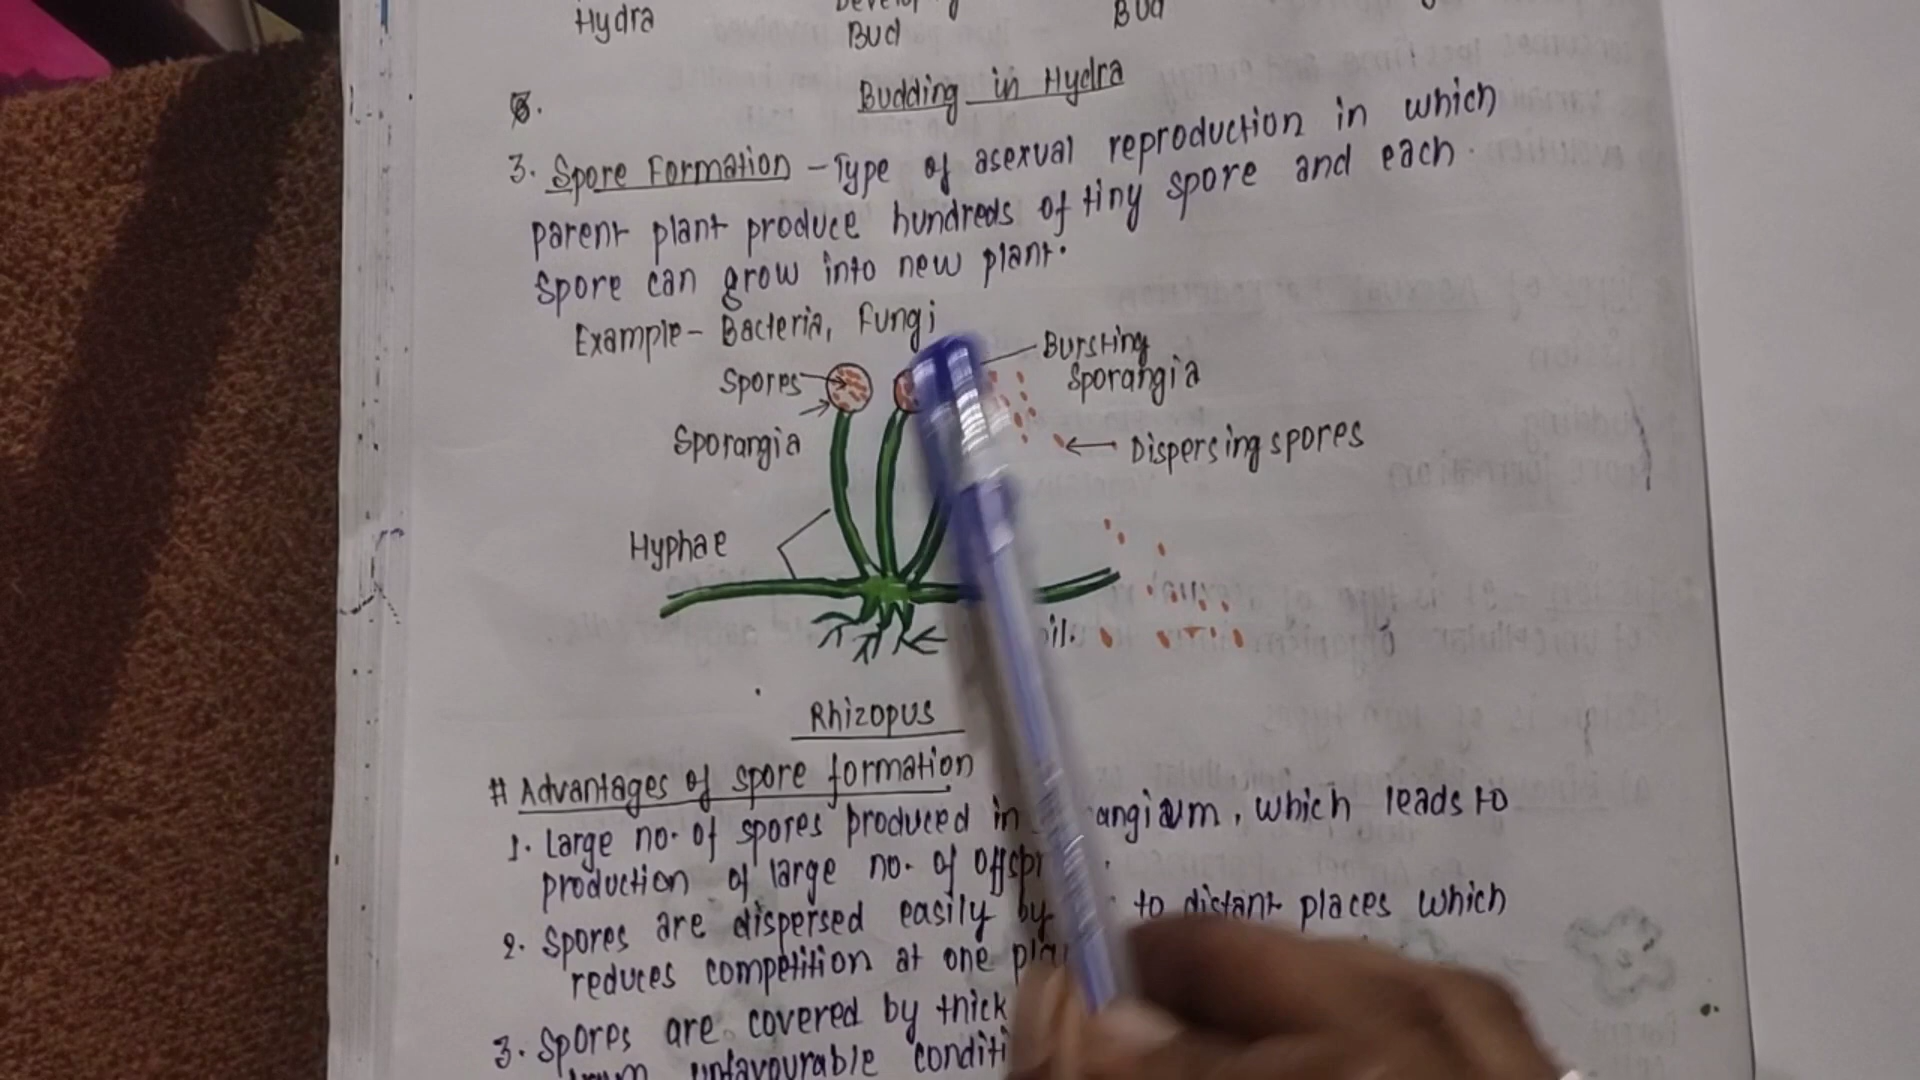 Hydra
Bud
Bud
Budding in Hydra
3. Spore Formation - Type of asexual reproduction in which
parent plant produce hundreds of tiny spore and each
spore can grow into new plant.
Example - Bacteria, Fungi
Bursting
Sporangia
Spores
Sporangia
Dispersing spores
Hyphae
Rhizopus
# Advantages of spore formation
1. Large no. of spores produced in, which leads to
production of large no. of
2. Spores are dispersed easily by to distant places which
reduces competition at one
3. Spores are covered by thick
unfavourable